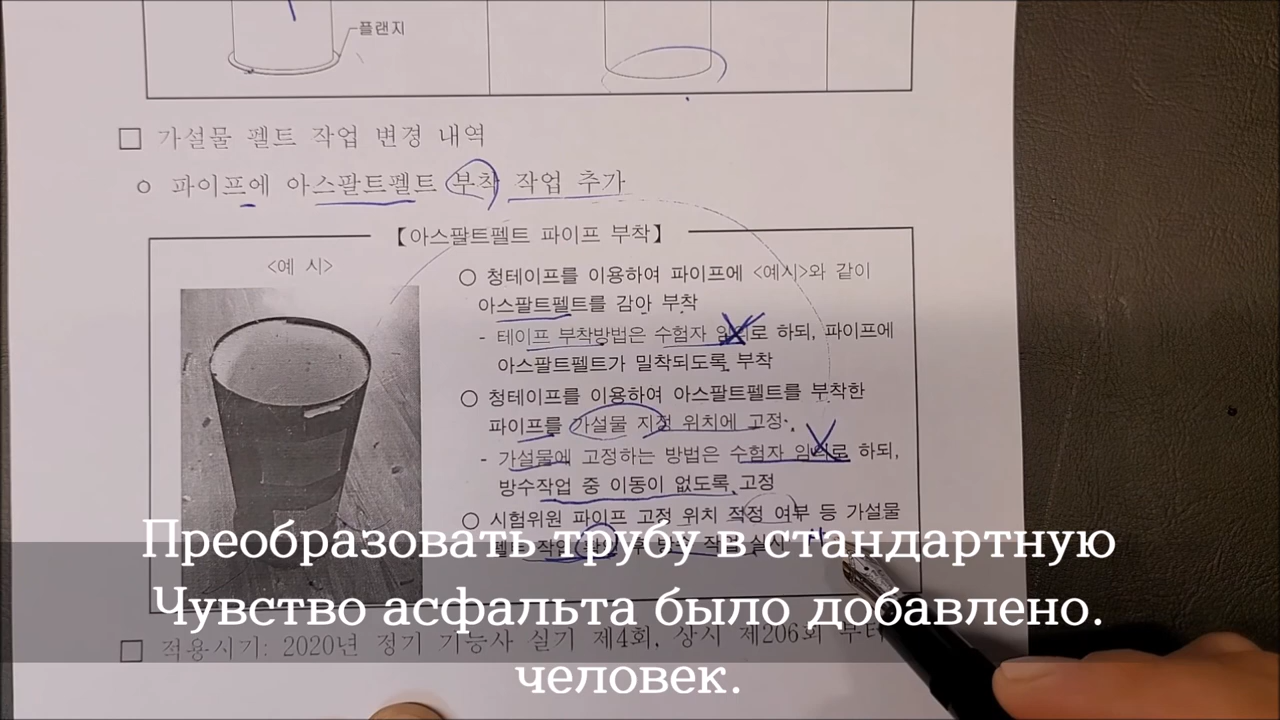 플랜지
□ 가설물 펠트 작업 변경 내역
○ 파이프에 아스팔트펠트 부착 작업 추가
【아스팔트펠트 파이프 부착】
<예 시>
○ 청테이프를 이용하여 파이프에 <예시>와 같이
아스팔트펠트를 감아 부착
- 테이프 부착방법은 수험자 임의로 하되, 파이프에
아스팔트펠트가 밀착되도록 부착
○ 청테이프를 이용하여 아스팔트펠트를 부착한
파이프를 가설물 지정 위치에 고정
- 가설물에 고정하는 방법은 수험자 임의로 하되,
방수작업 중 이동이 없도록 고정
○ 시험위원 파이프 고정 위치 적정 여부 등 가설물
펠트 작업 후 작업 실시
□ 적용시기: 2020년 정기 기능사 실기 제4회, 상시 제206회 부터
Преобразовать трубу в стандартную
Чувство асфальта было добавлено.
человек.